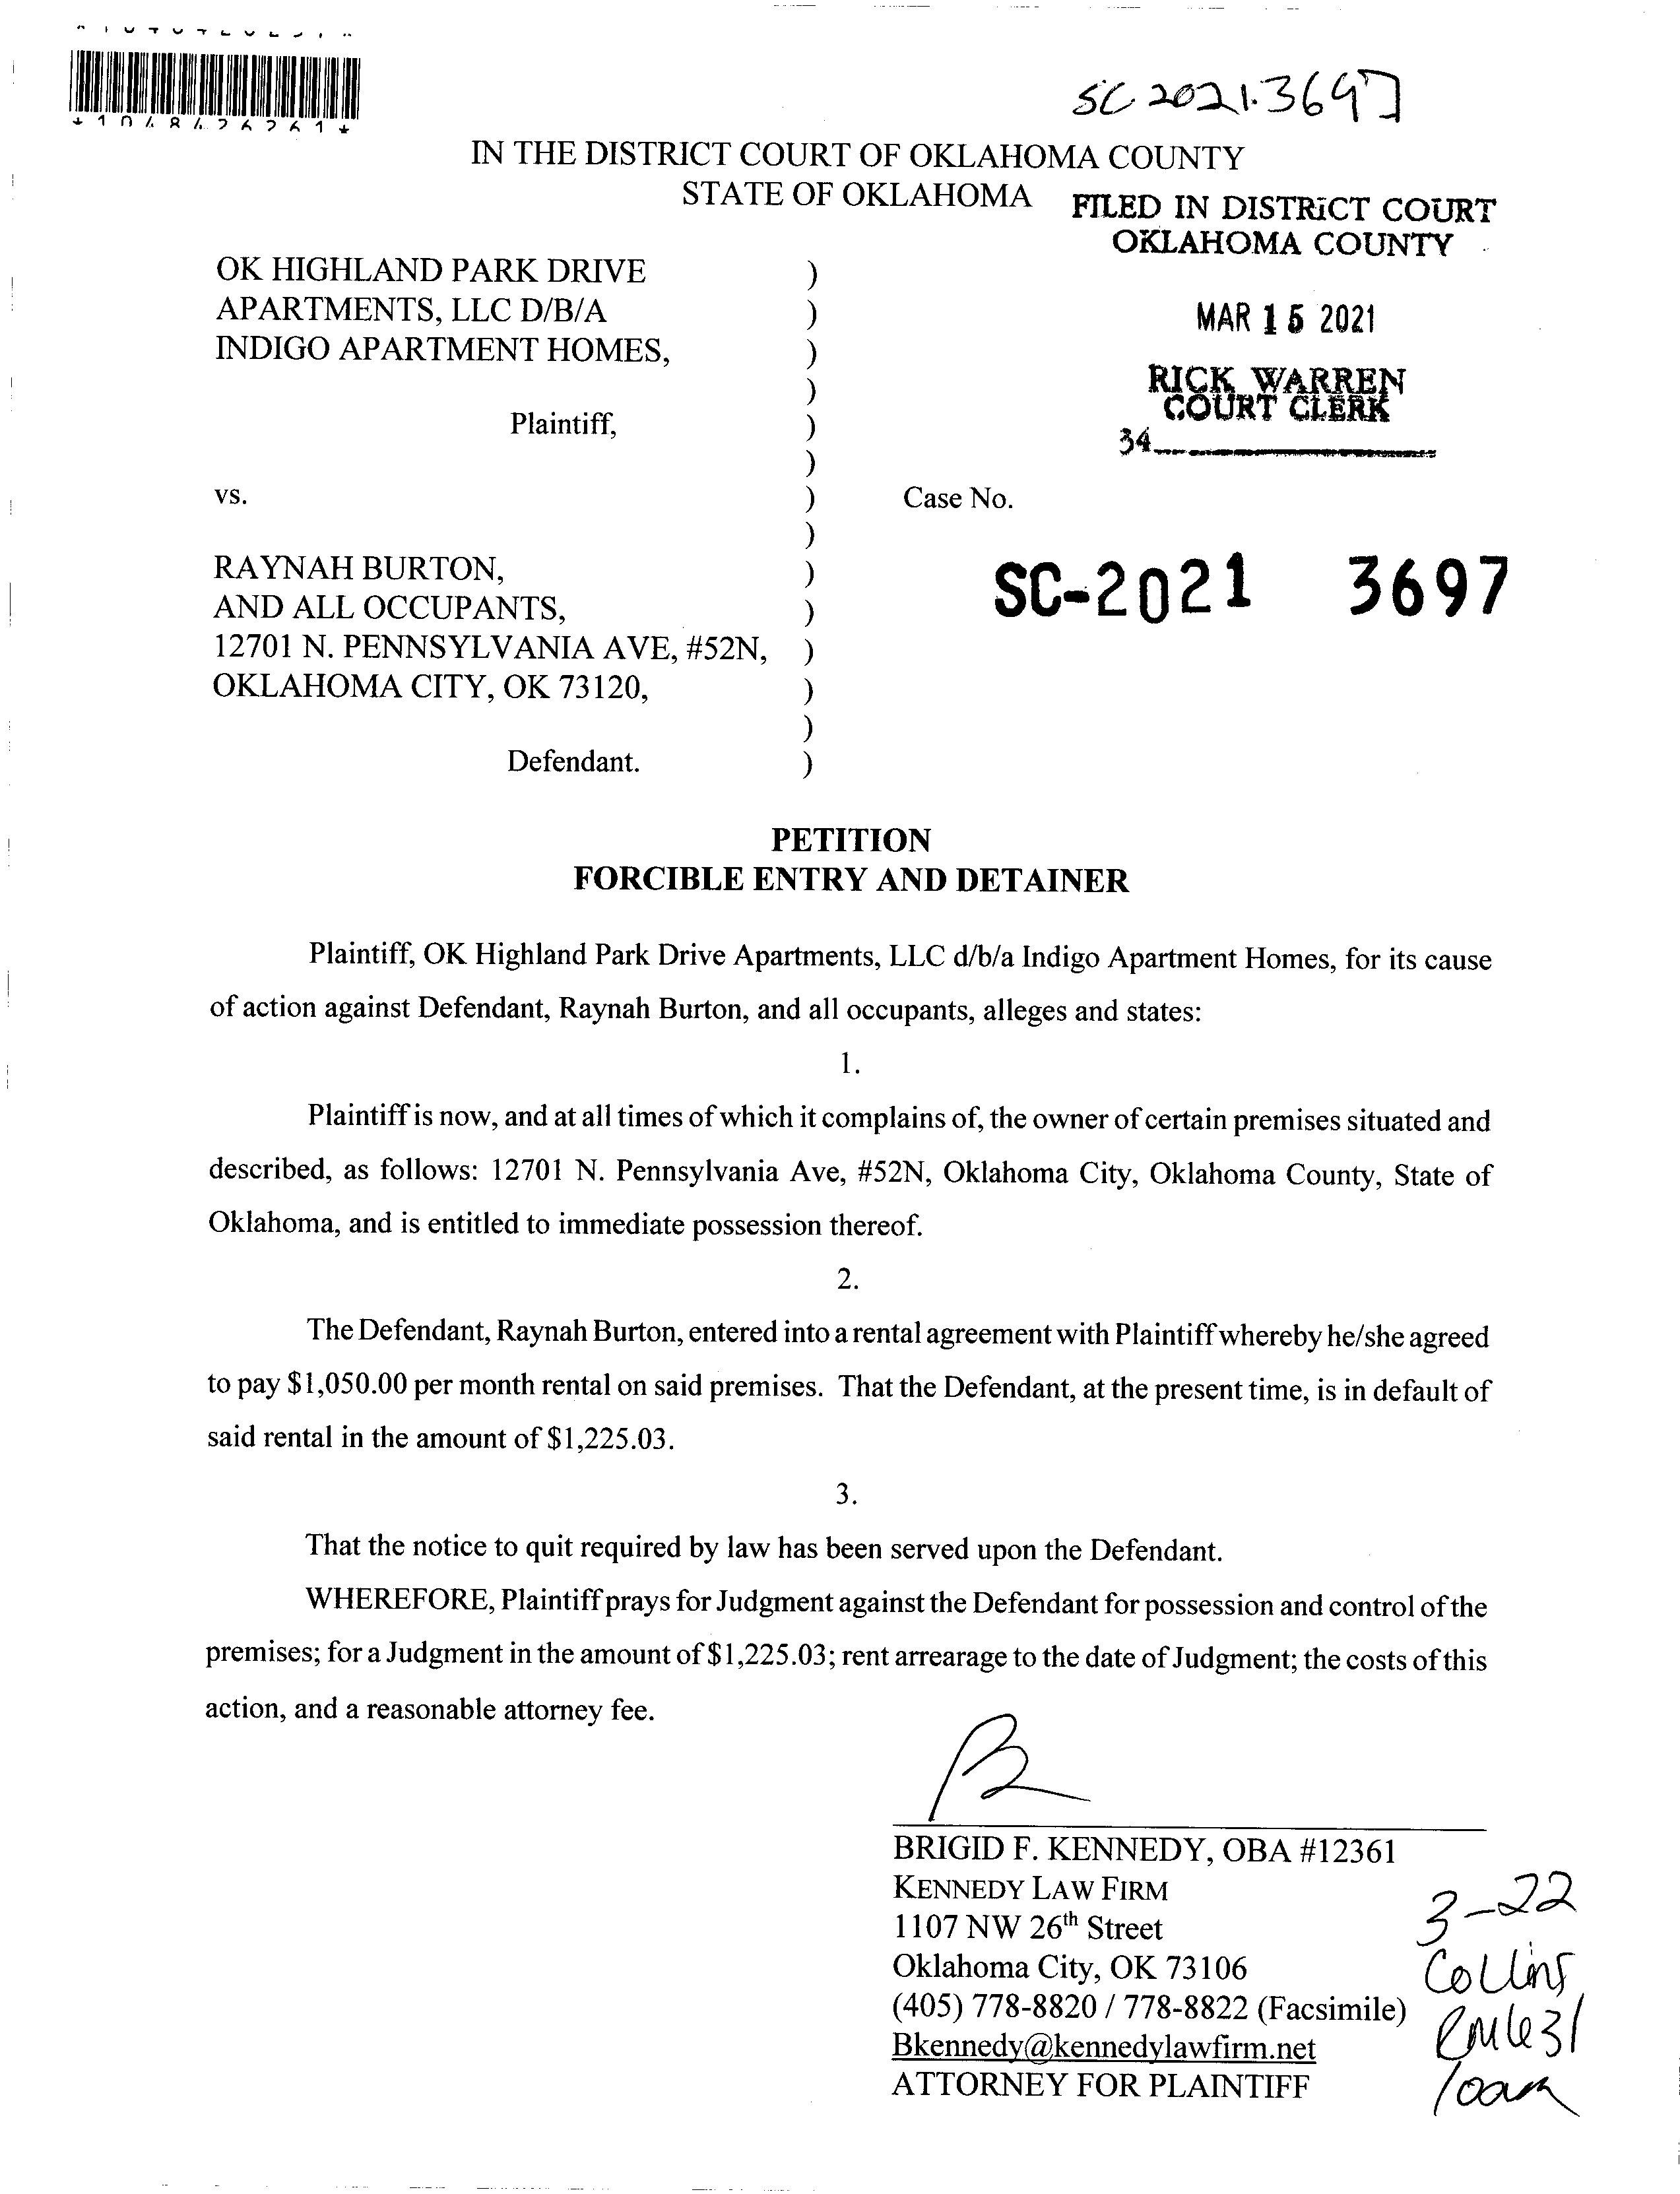 *1048426261*
SC 2021-3697
IN THE DISTRICT COURT OF OKLAHOMA COUNTY
STATE OF OKLAHOMA
FILED IN DISTRICT COURT
OKLAHOMA COUNTY
MAR 15 2021
RICK WARREN
COURT CLERK
34
OK HIGHLAND PARK DRIVE )
APARTMENTS, LLC D/B/A )
INDIGO APARTMENT HOMES, )
)
Plaintiff, )
)
vs. ) Case No.
)
RAYNAH BURTON, ) SC-2021 3697
AND ALL OCCUPANTS, )
12701 N. PENNSYLVANIA AVE, #52N, )
OKLAHOMA CITY, OK 73120, )
)
Defendant. )
PETITION
FORCIBLE ENTRY AND DETAINER
Plaintiff, OK Highland Park Drive Apartments, LLC d/b/a Indigo Apartment Homes, for its cause
of action against Defendant, Raynah Burton, and all occupants, alleges and states:
1.
Plaintiff is now, and at all times of which it complains of, the owner of certain premises situated and
described, as follows: 12701 N. Pennsylvania Ave, #52N, Oklahoma City, Oklahoma County, State of
Oklahoma, and is entitled to immediate possession thereof.
2.
The Defendant, Raynah Burton, entered into a rental agreement with Plaintiff whereby he/she agreed
to pay $1,050.00 per month rental on said premises. That the Defendant, at the present time, is in default of
said rental in the amount of $1,225.03.
3.
That the notice to quit required by law has been served upon the Defendant.
WHEREFORE, Plaintiff prays for Judgment against the Defendant for possession and control of the
premises; for a Judgment in the amount of $1,225.03; rent arrearage to the date of Judgment; the costs of this
action, and a reasonable attorney fee.
BRIGID F. KENNEDY, OBA #12361
KENNEDY LAW FIRM
1107 NW 26th Street
Oklahoma City, OK 73106
(405) 778-8820 / 778-8822 (Facsimile)
Bkennedy@kennedylawfirm.net
ATTORNEY FOR PLAINTIFF
3-22
Collins
Rm 631
10am